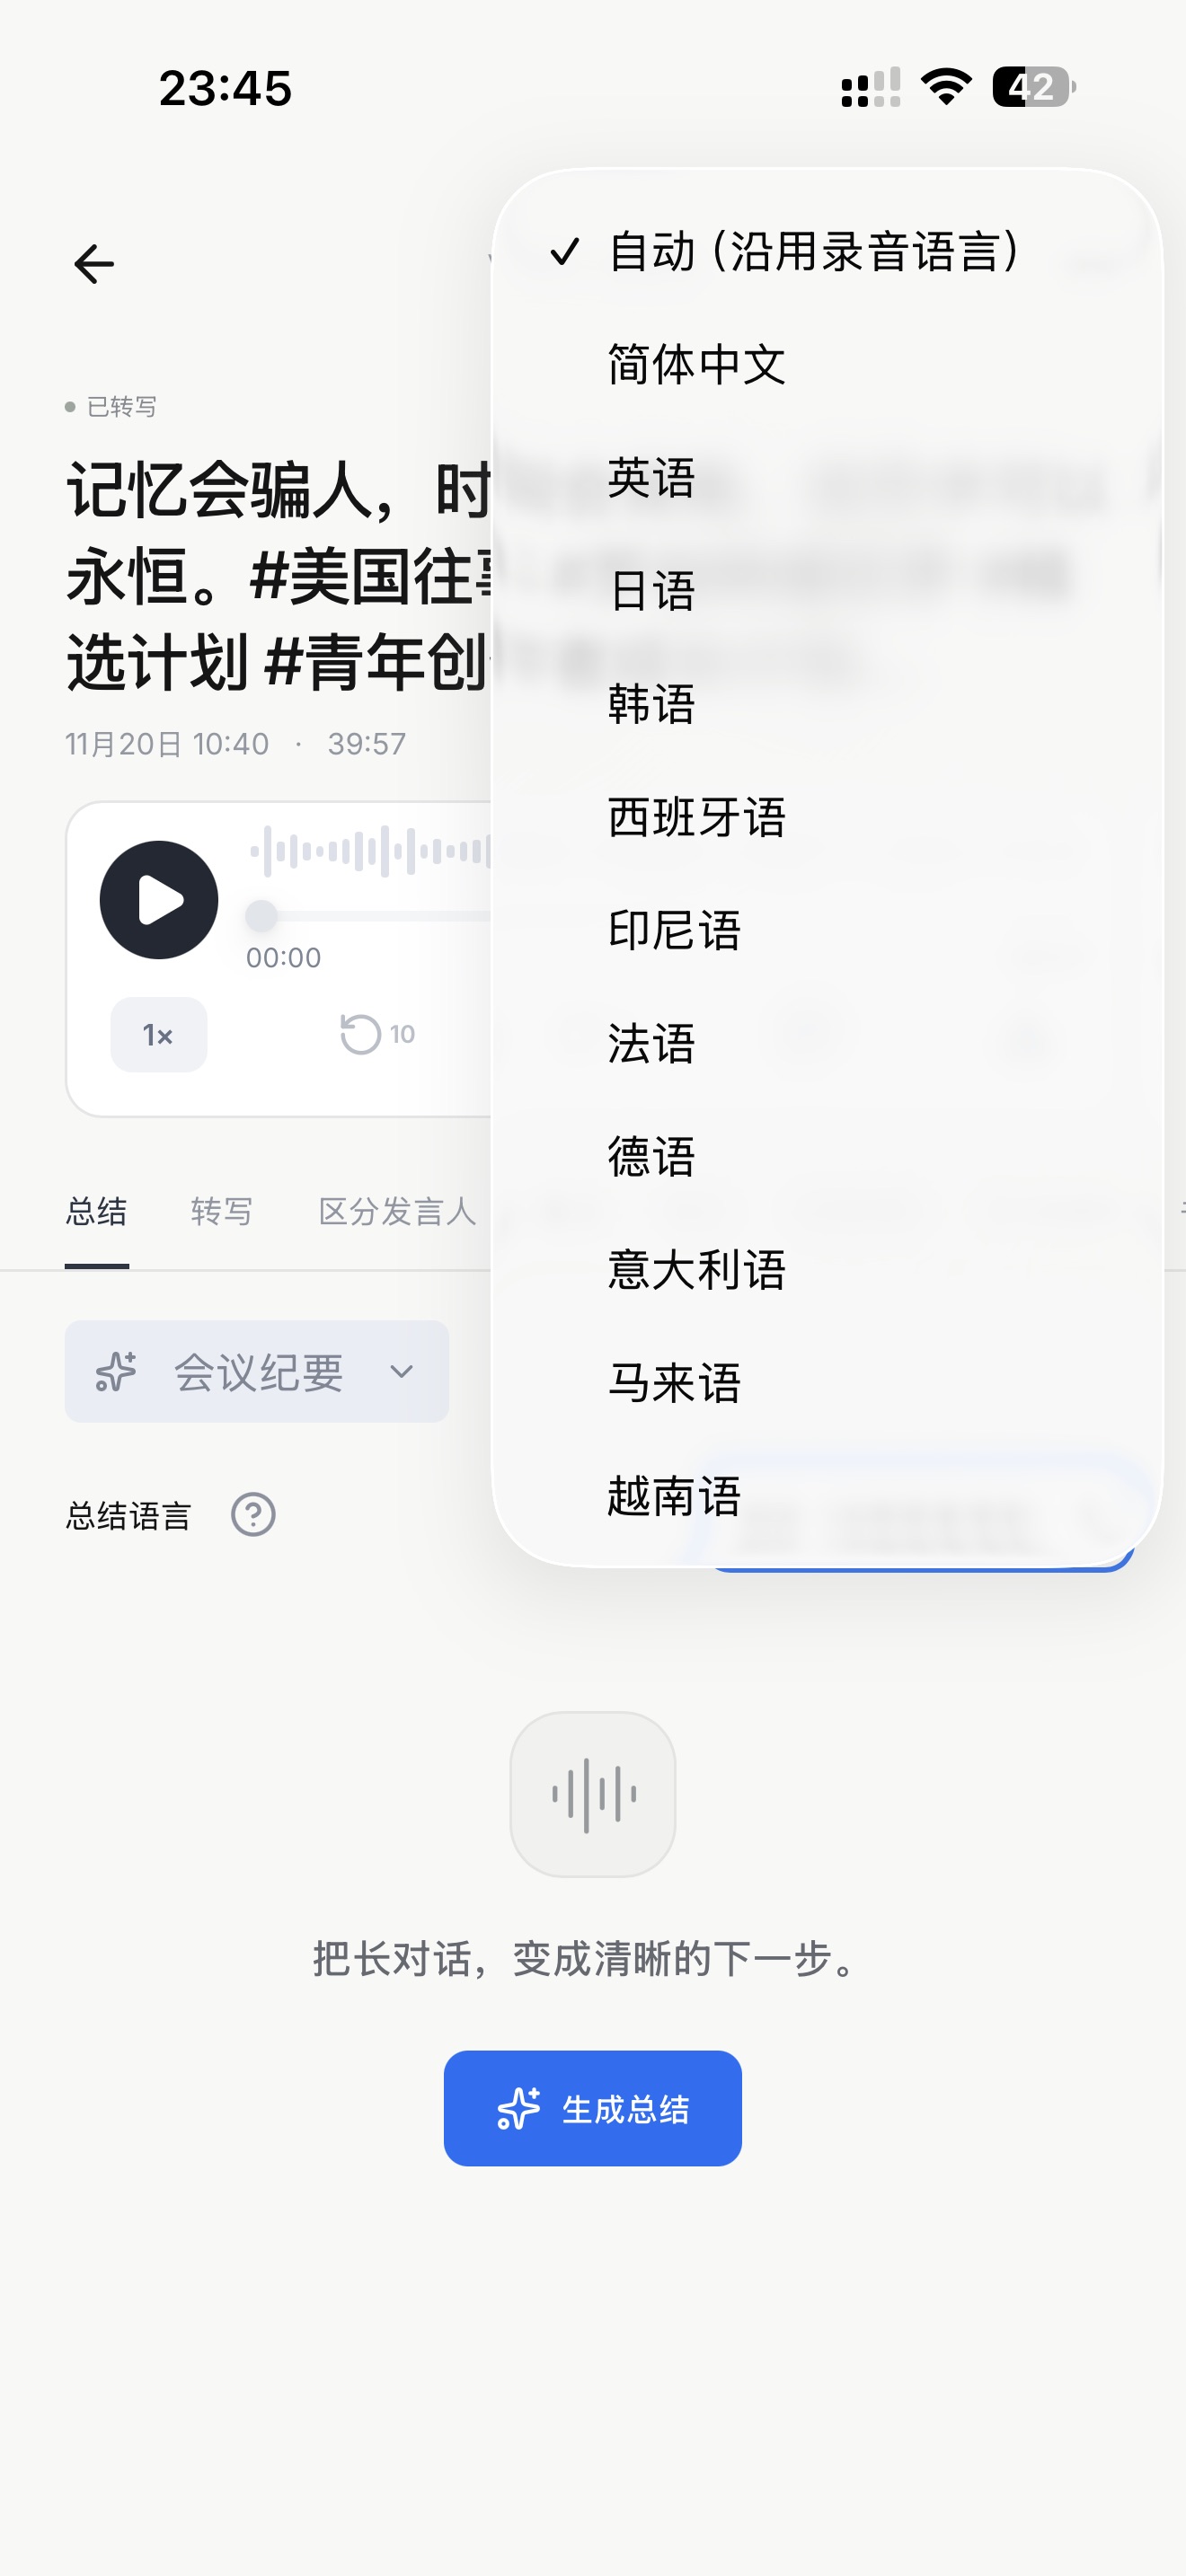 23:45
42
自动（沿用录音语言）
简体中文
英语
日语
韩语
西班牙语
印尼语
法语
德语
意大利语
马来语
越南语
已转写
记忆会骗人，时
永恒。#美国往
选计划 #青年创
11月20日 10:40 · 39:57
00:00
1×
10
总结
转写
区分发言人
会议纪要
总结语言
把长对话，变成清晰的下一步。
生成总结